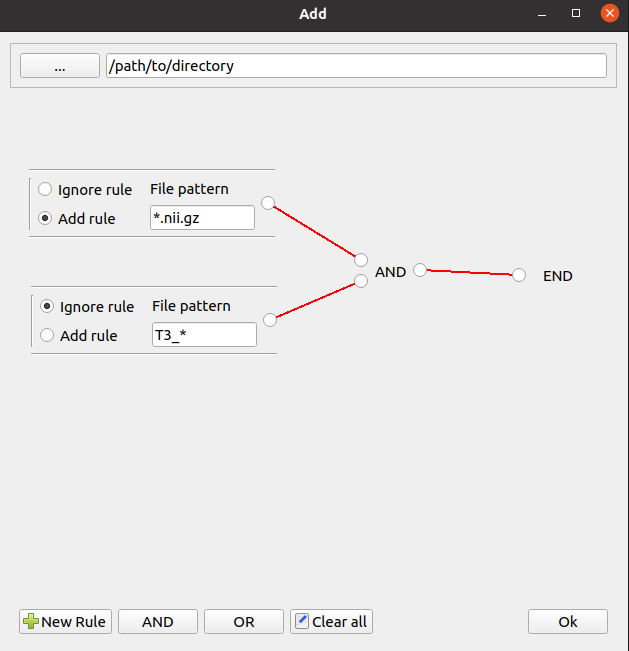 Add
... /path/to/directory
Ignore rule File pattern
Add rule *.nii.gz
AND END
Ignore rule File pattern
Add rule T3_*
New Rule AND OR Clear all Ok